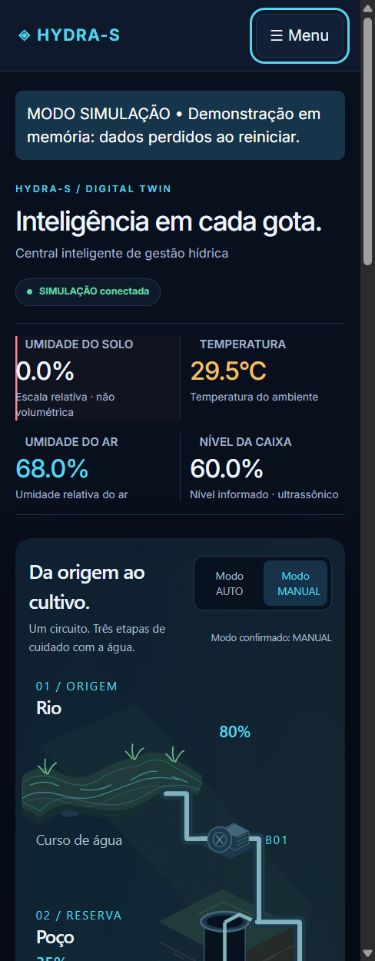 HYDRA-S
☰ Menu
MODO SIMULAÇÃO • Demonstração em
memória: dados perdidos ao reiniciar.
HYDRA-S / DIGITAL TWIN
Inteligência em cada gota.
Central inteligente de gestão hídrica
SIMULAÇÃO conectada
UMIDADE DO SOLO
0.0%
Escala relativa · não
volumétrica
TEMPERATURA
29.5°C
Temperatura do ambiente
UMIDADE DO AR
68.0%
Umidade relativa do ar
NÍVEL DA CAIXA
60.0%
Nível informado · ultrassônico
Da origem ao
cultivo.
Um circuito. Três etapas de
cuidado com a água.
Modo
AUTO
Modo
MANUAL
Modo confirmado: MANUAL
01 / ORIGEM
Rio
80%
Curso de água
B01
02 / RESERVA
Poço